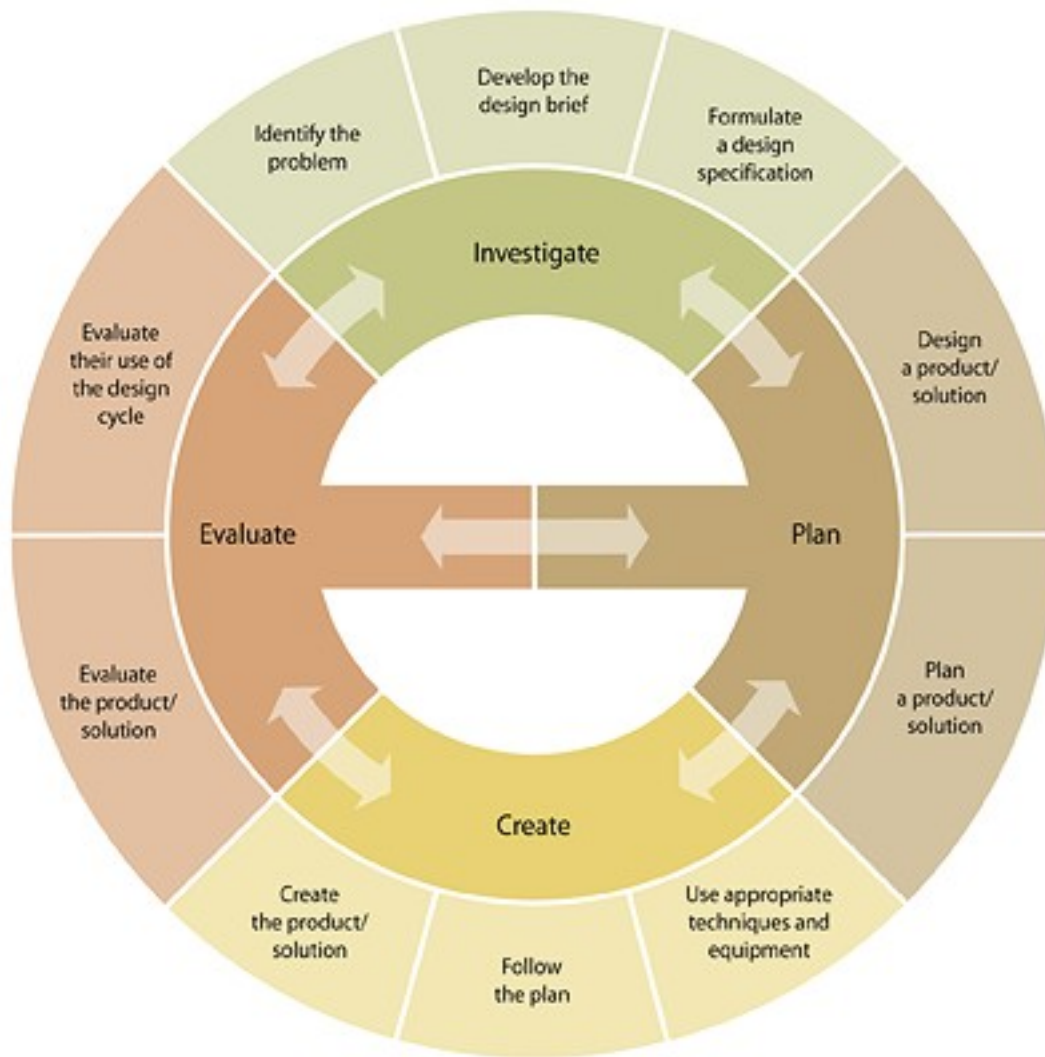 Develop the
design brief
Identify the
problem
Formulate
a design
specification
Investigate
Evaluate
their use of
the design
cycle
Design
a product/
solution
Evaluate
Plan
Evaluate
the product/
solution
Plan
a product/
solution
Create
Create
the product/
solution
Use appropriate
techniques and
equipment
Follow
the plan